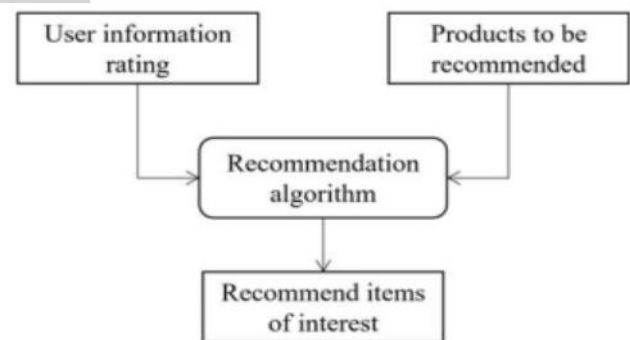 User information
rating
Products to be
recommended
Recommendation
algorithm
Recommend items
of interest